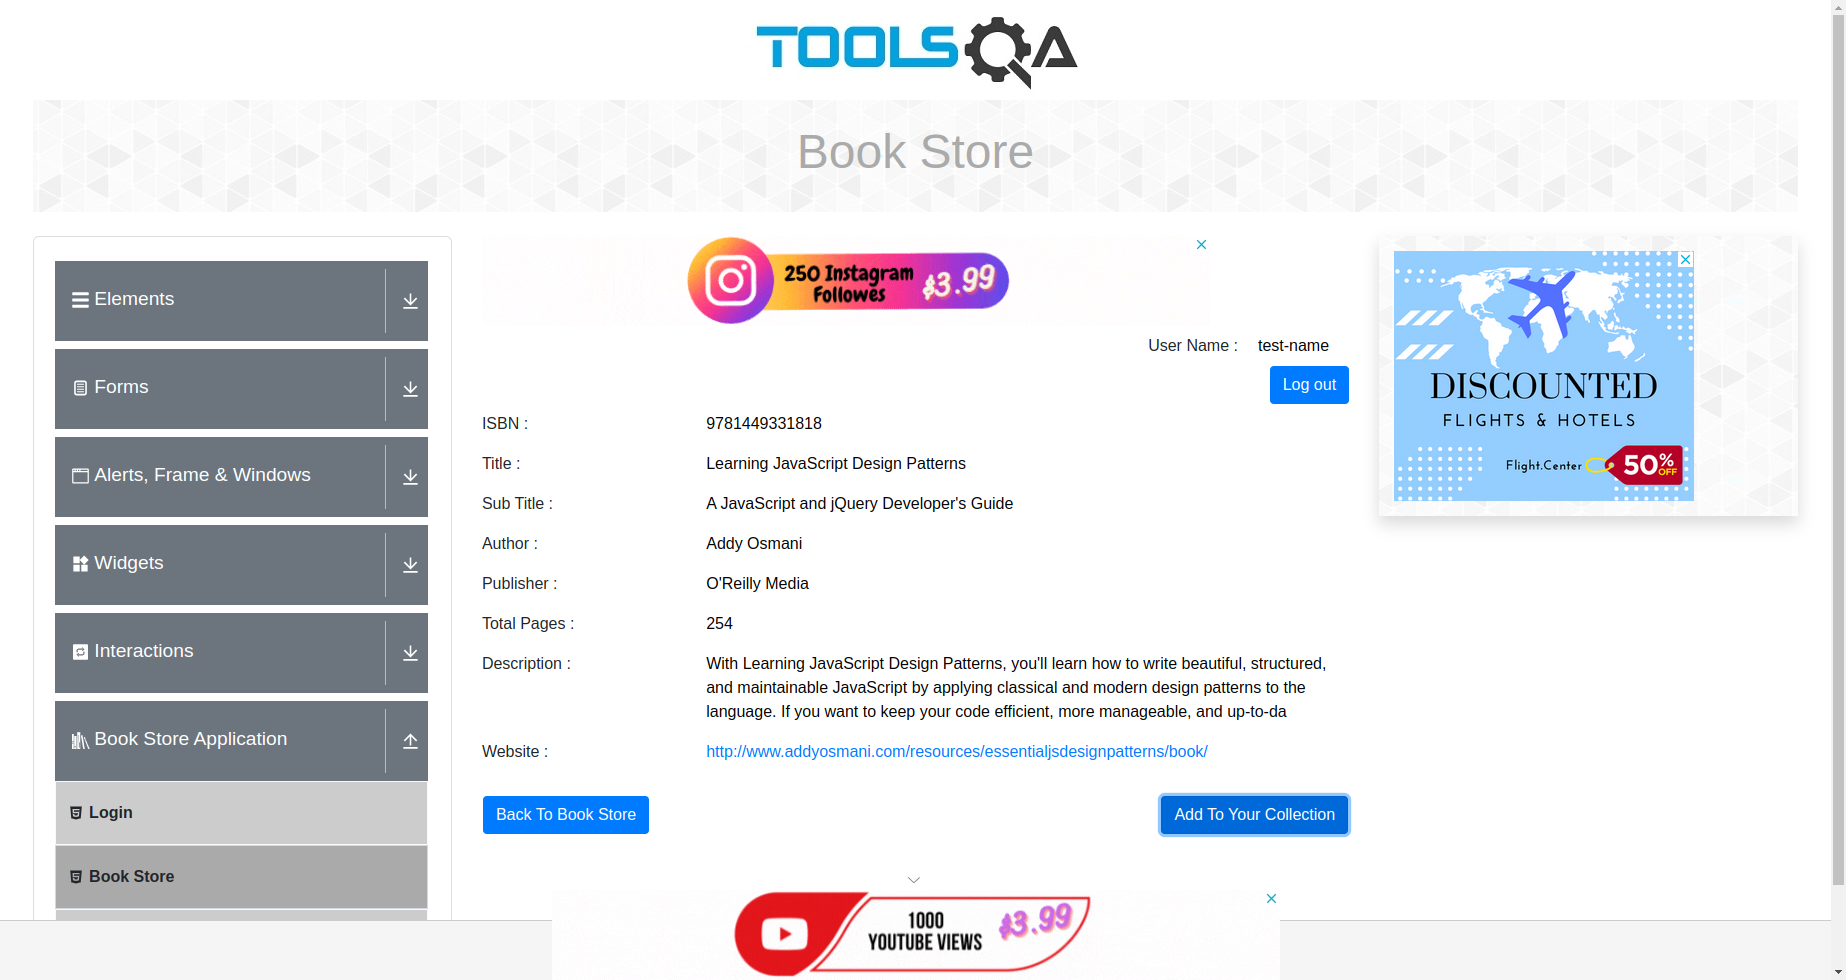 TOOLSQA
Book Store
Elements
Forms
Alerts, Frame & Windows
Widgets
Interactions
Book Store Application
Login
Book Store
250 Instagram
Followes
$3.99
User Name :
test-name
Log out
ISBN :
9781449331818
Title :
Learning JavaScript Design Patterns
Sub Title :
A JavaScript and jQuery Developer's Guide
Author :
Addy Osmani
Publisher :
O'Reilly Media
Total Pages :
254
Description :
With Learning JavaScript Design Patterns, you'll learn how to write beautiful, structured,
and maintainable JavaScript by applying classical and modern design patterns to the
language. If you want to keep your code efficient, more manageable, and up-to-da
Website :
http://www.addyosmani.com/resources/essentialjsdesignpatterns/book/
Back To Book Store
Add To Your Collection
DISCOUNTED
FLIGHTS & HOTELS
Flight.Center
50%
OFF
1000
YOUTUBE VIEWS
$3.99